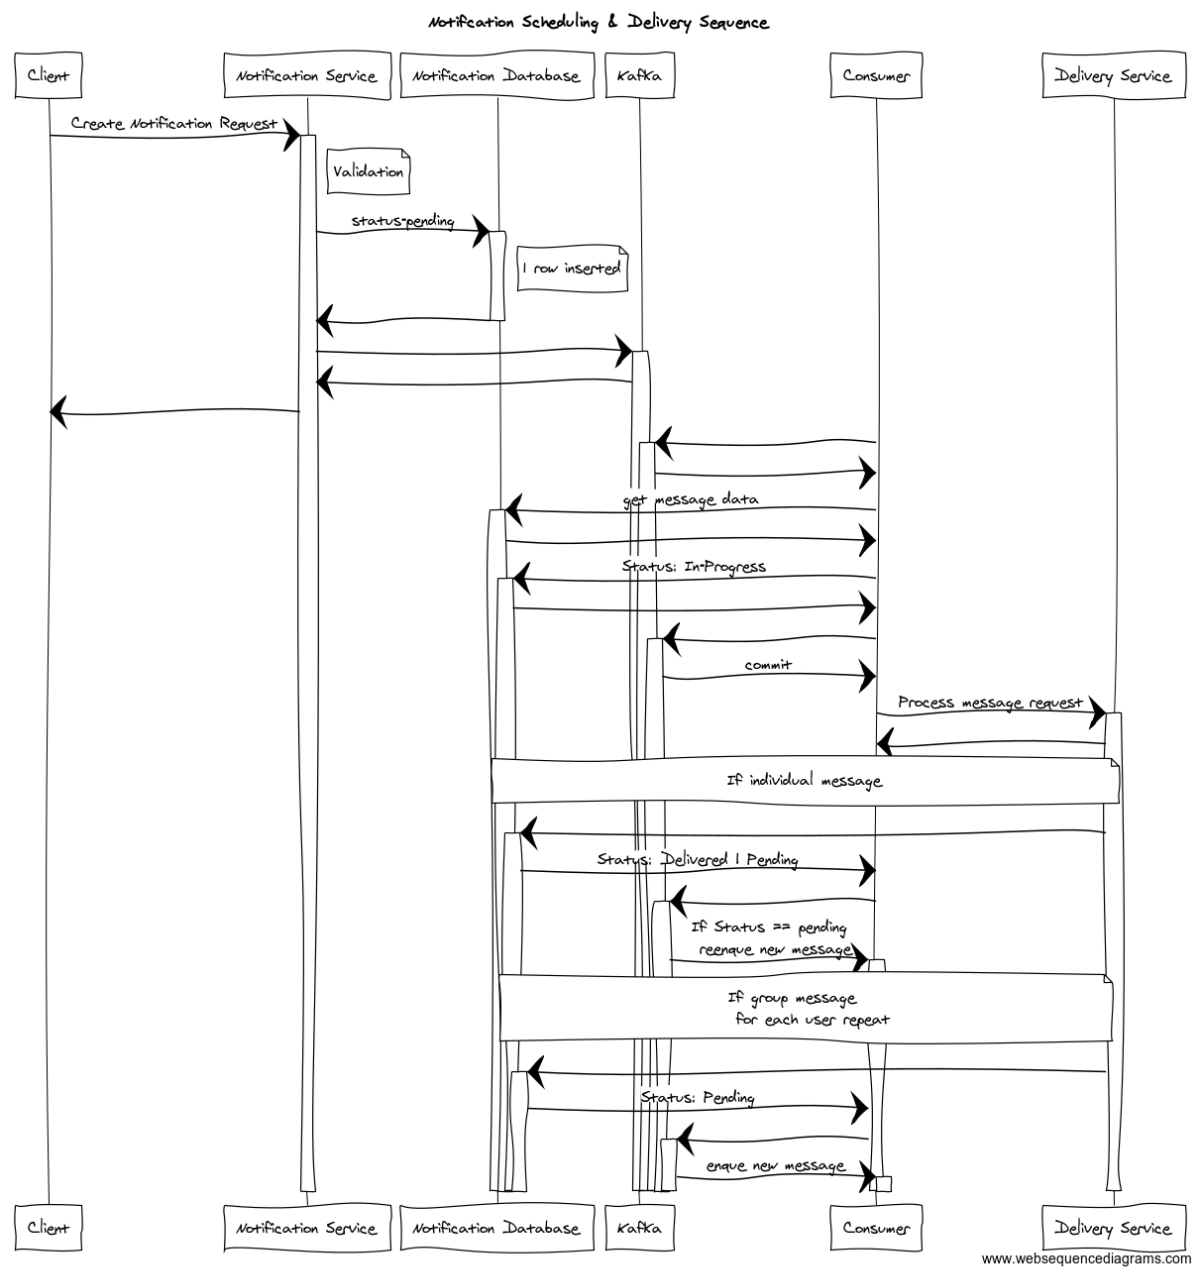 Notifcation Scheduling & Delivery Sequence
Client
Notification Service
Notification Database
Kafka
Consumer
Delivery Service
Create Notification Request
Validation
status-pending
1 row inserted
get message data
Status: In-Progress
commit
Process message request
If individual message
Status: Delivered | Pending
If Status == pending
reenque new message
If group message
for each user repeat
Status: Pending
enque new message
Client
Notification Service
Notification Database
Kafka
Consumer
Delivery Service
www.websequencediagrams.com